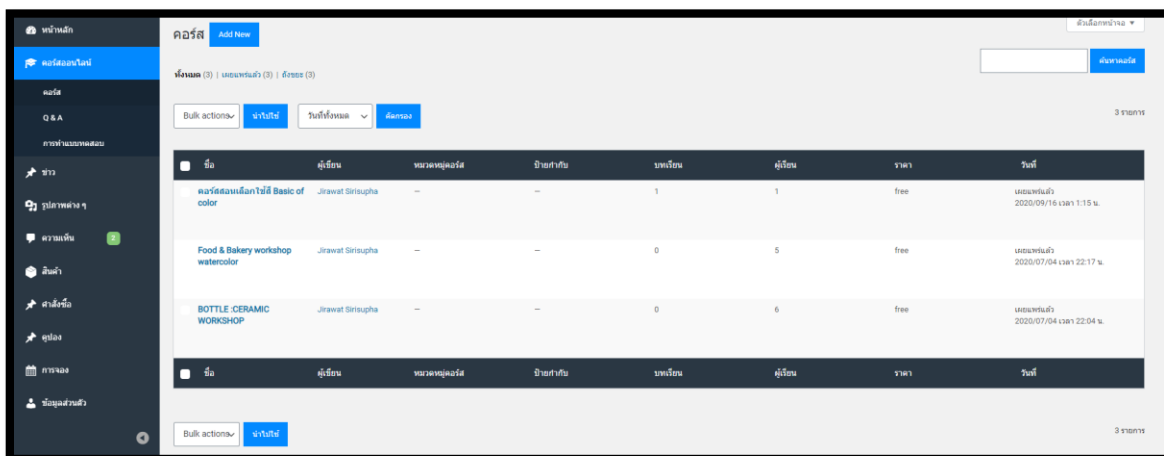 หน้าหลัก
คอร์สออนไลน์
คอร์ส
Q & A
การทำแบบทดสอบ
ข่าว
รูปภาพต่าง ๆ
ความเห็น 2
สินค้า
คำสั่งซื้อ
คูปอง
การจอง
ข้อมูลส่วนตัว
ตัวเลือกหน้าจอ
คอร์ส Add New
ค้นหาคอร์ส
ทั้งหมด (3) | เผยแพร่แล้ว (3) | ถังขยะ (3)
Bulk actions นำไปใช้ วันที่ทั้งหมด คัดกรอง 3 รายการ
ชื่อ ผู้เขียน หมวดหมู่คอร์ส ป้ายกำกับ บทเรียน ผู้เรียน ราคา วันที่
คอร์สสอนเลือกใช้สี Basic of Jirawat Sirisupha — — 1 1 free เผยแพร่แล้ว
color 2020/09/16 เวลา 1:15 น.
Food & Bakery workshop Jirawat Sirisupha — — 0 5 free เผยแพร่แล้ว
watercolor 2020/07/04 เวลา 22:17 น.
BOTTLE :CERAMIC Jirawat Sirisupha — — 0 6 free เผยแพร่แล้ว
WORKSHOP 2020/07/04 เวลา 22:04 น.
ชื่อ ผู้เขียน หมวดหมู่คอร์ส ป้ายกำกับ บทเรียน ผู้เรียน ราคา วันที่
Bulk actions นำไปใช้ 3 รายการ